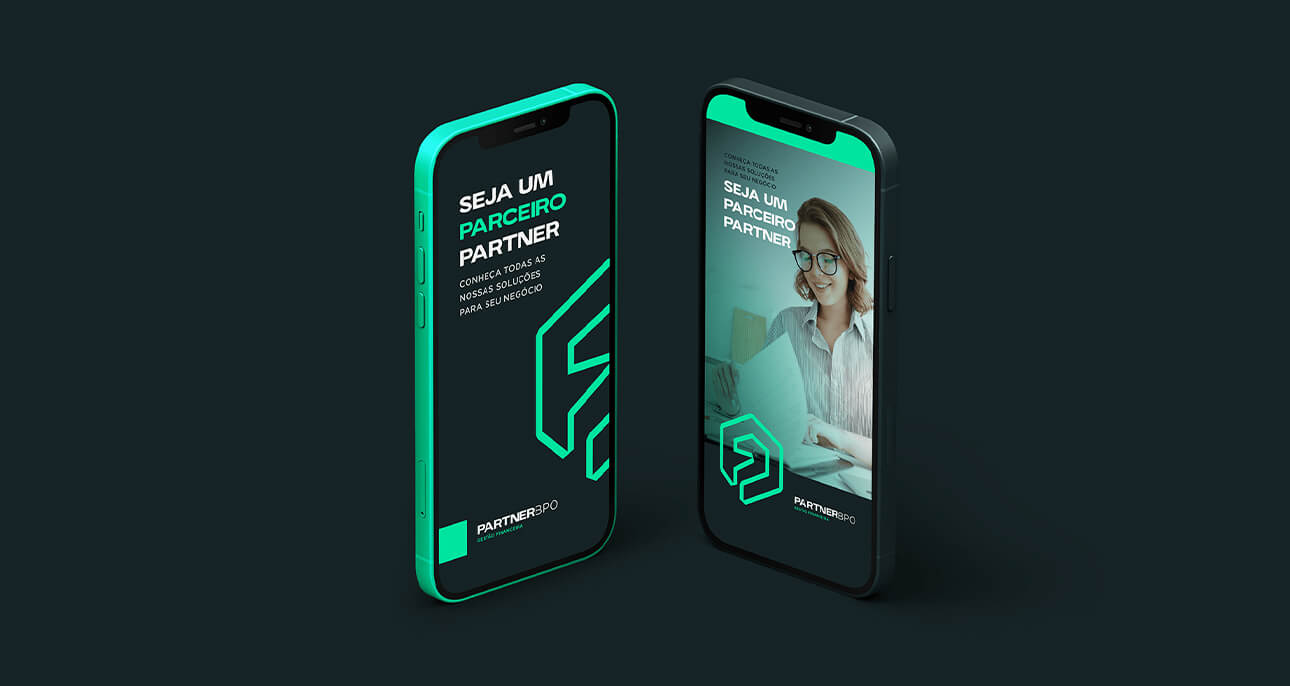 SEJA UM
PARCEIRO
PARTNER
CONHEÇA TODAS AS
NOSSAS SOLUÇÕES
PARA SEU NEGÓCIO
PARTNERBPO
GESTÃO FINANCEIRA
CONHEÇA TODAS AS
NOSSAS SOLUÇÕES
PARA SEU NEGÓCIO
SEJA UM
PARCEIRO
PARTNER
PARTNERBPO
GESTÃO FINANCEIRA